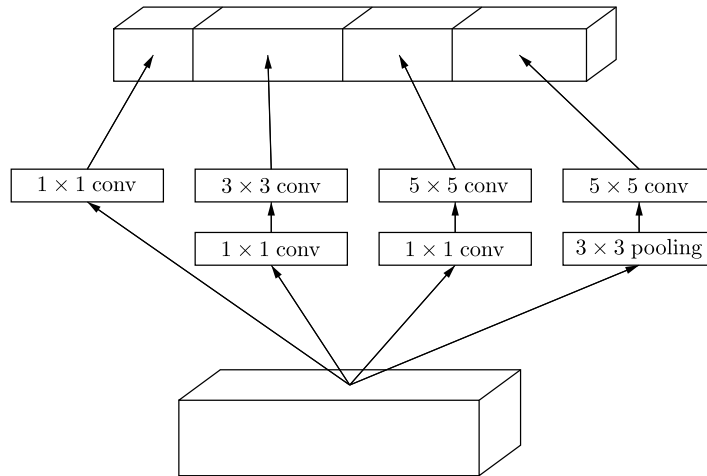 1 × 1 conv
3 × 3 conv
5 × 5 conv
5 × 5 conv
1 × 1 conv
1 × 1 conv
3 × 3 pooling